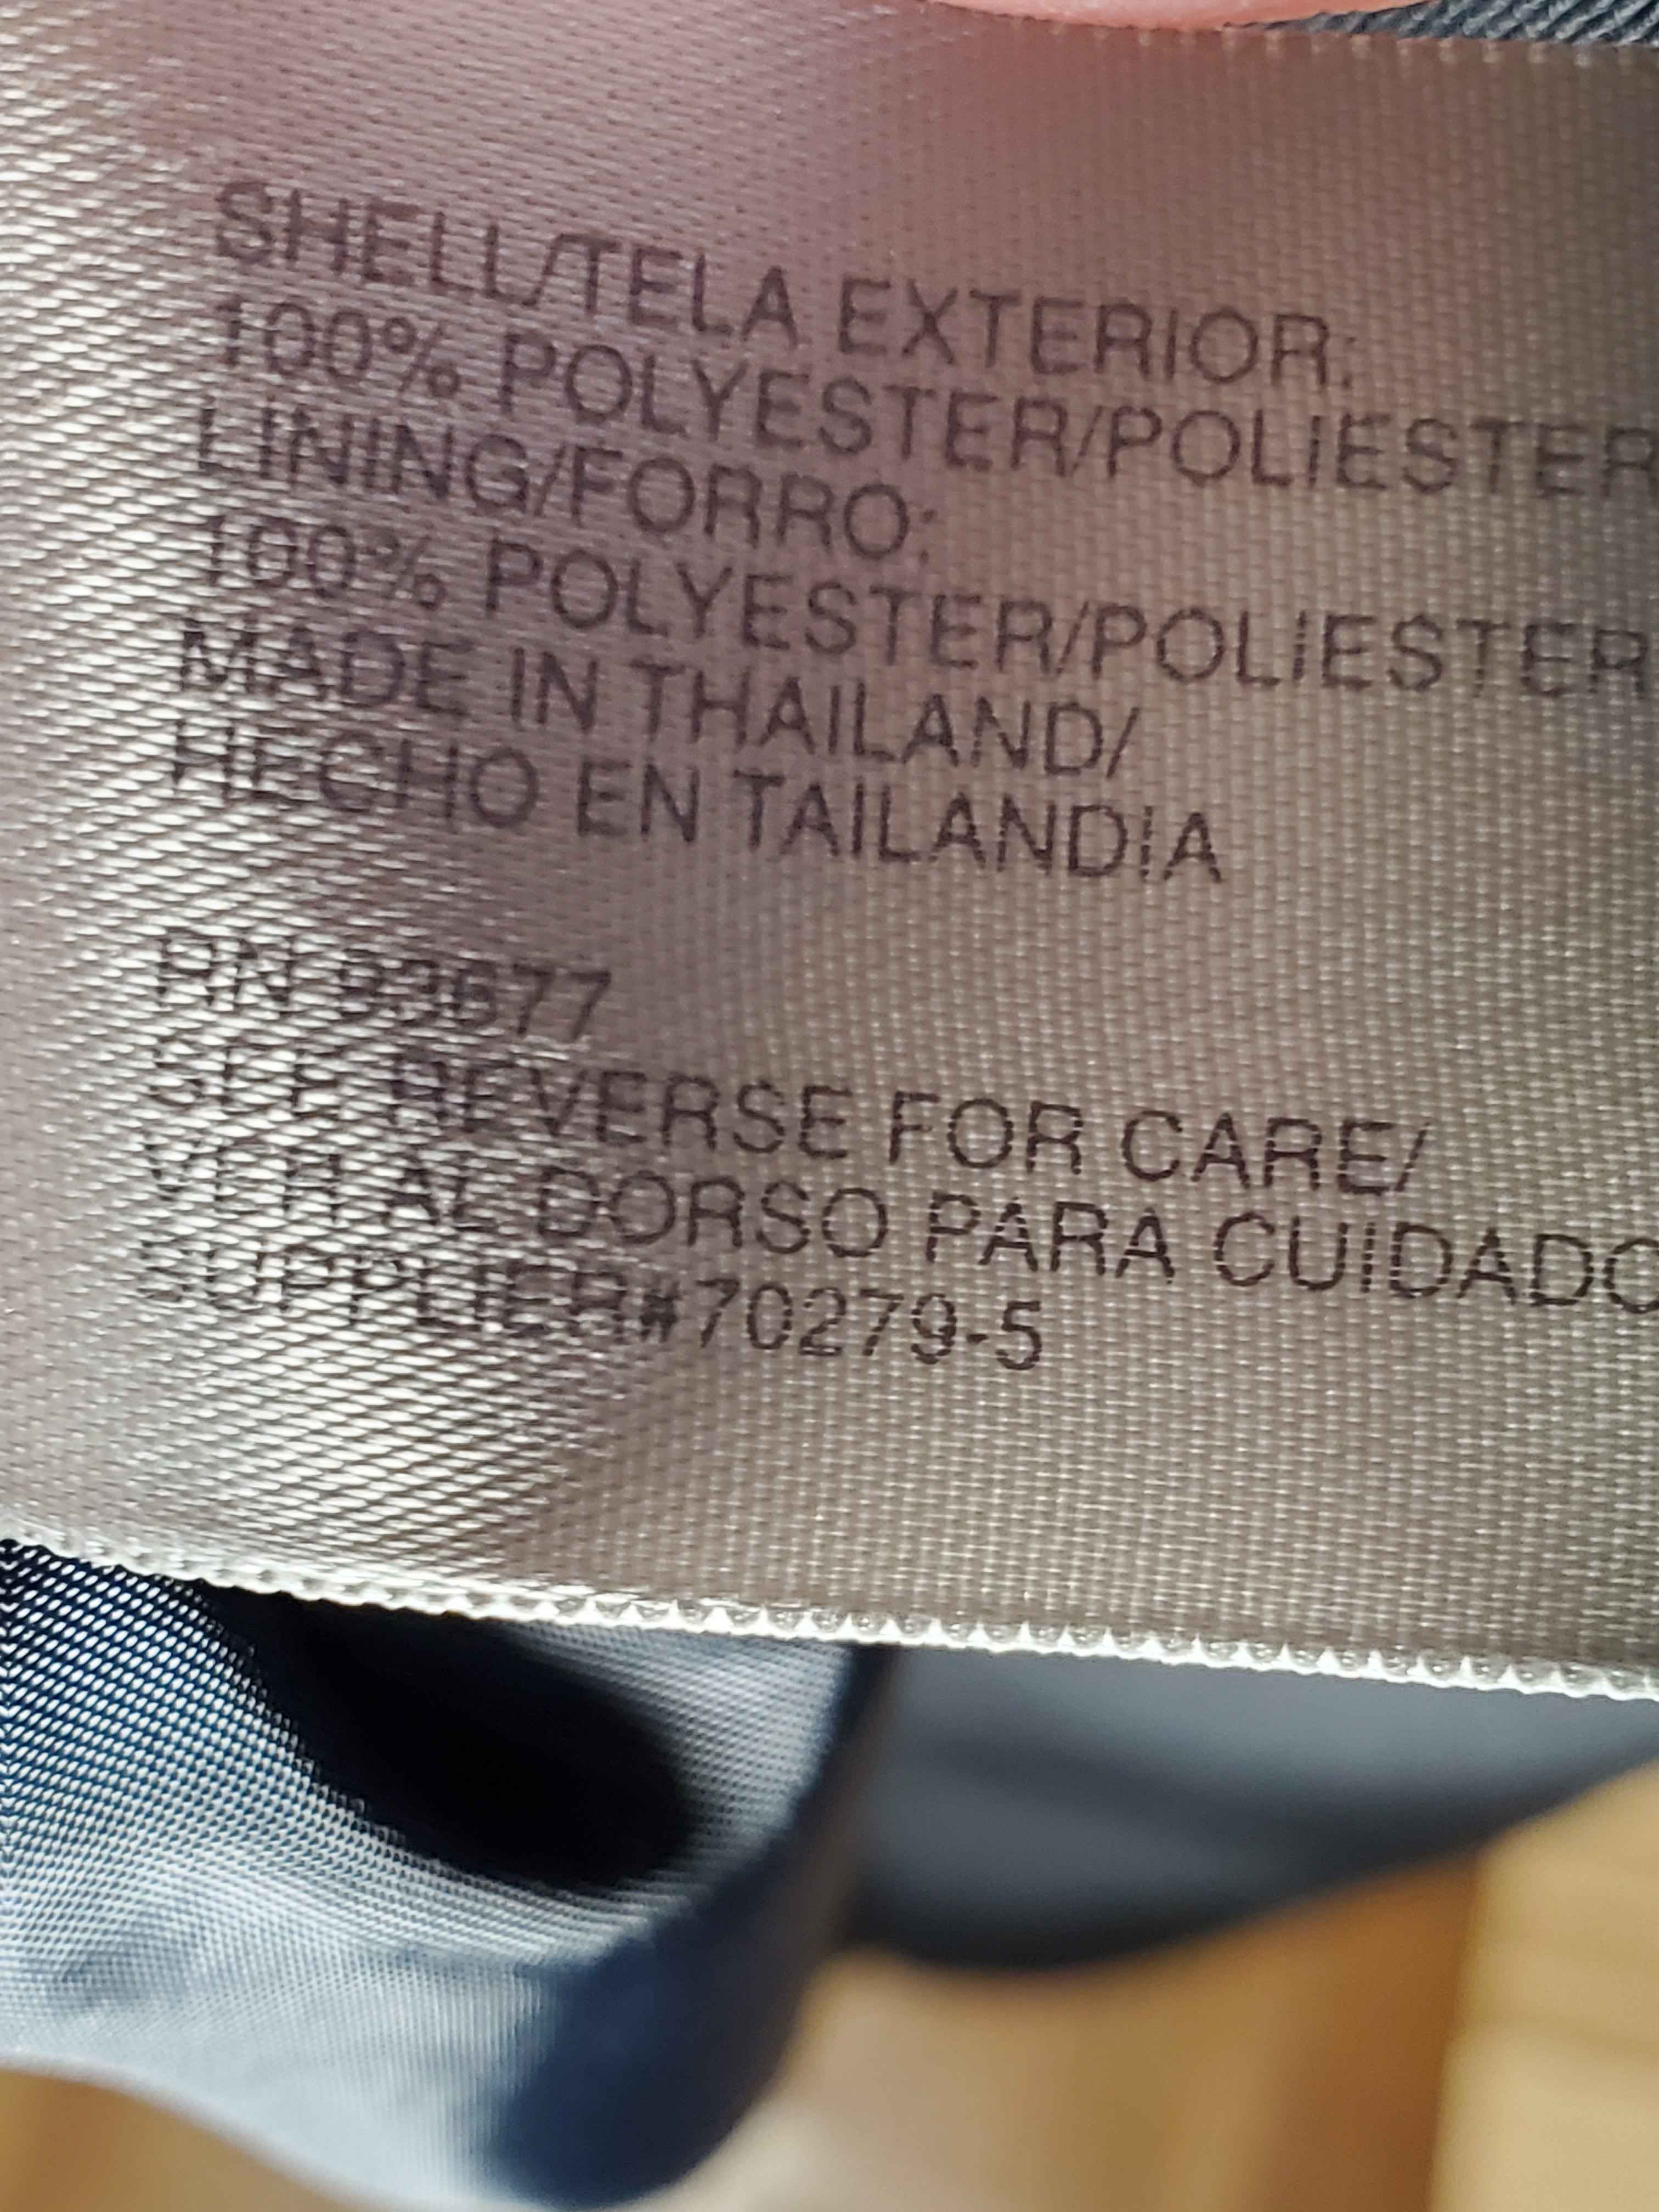 SHELL/TELA EXTERIOR:
100% POLYESTER/POLIESTER
LINING/FORRO:
100% POLYESTER/POLIESTER
MADE IN THAILAND/
HECHO EN TAILANDIA
RN 93677
SEE REVERSE FOR CARE/
VER AL DORSO PARA CUIDADO
SUPPLIER#70279-5